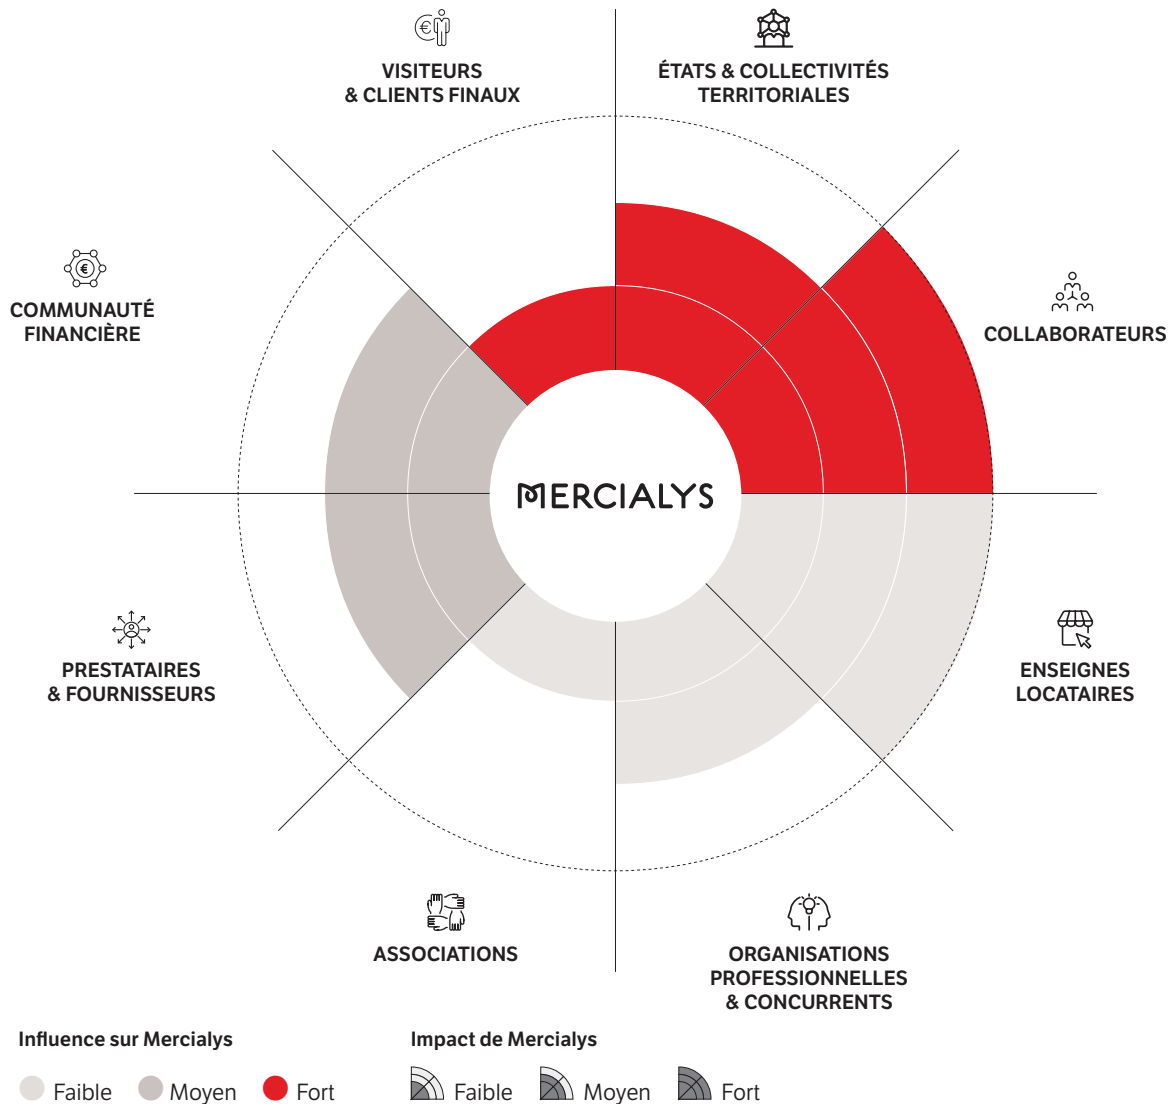 VISITEURS
& CLIENTS FINAUX
ÉTATS & COLLECTIVITÉS
TERRITORIALES
COMMUNAUTÉ
FINANCIÈRE
COLLABORATEURS
MERCIALYS
PRESTATAIRES
& FOURNISSEURS
ENSEIGNES
LOCATAIRES
ASSOCIATIONS
ORGANISATIONS
PROFESSIONNELLES
& CONCURRENTS
Influence sur Mercialys
Faible Moyen Fort
Impact de Mercialys
Faible Moyen Fort